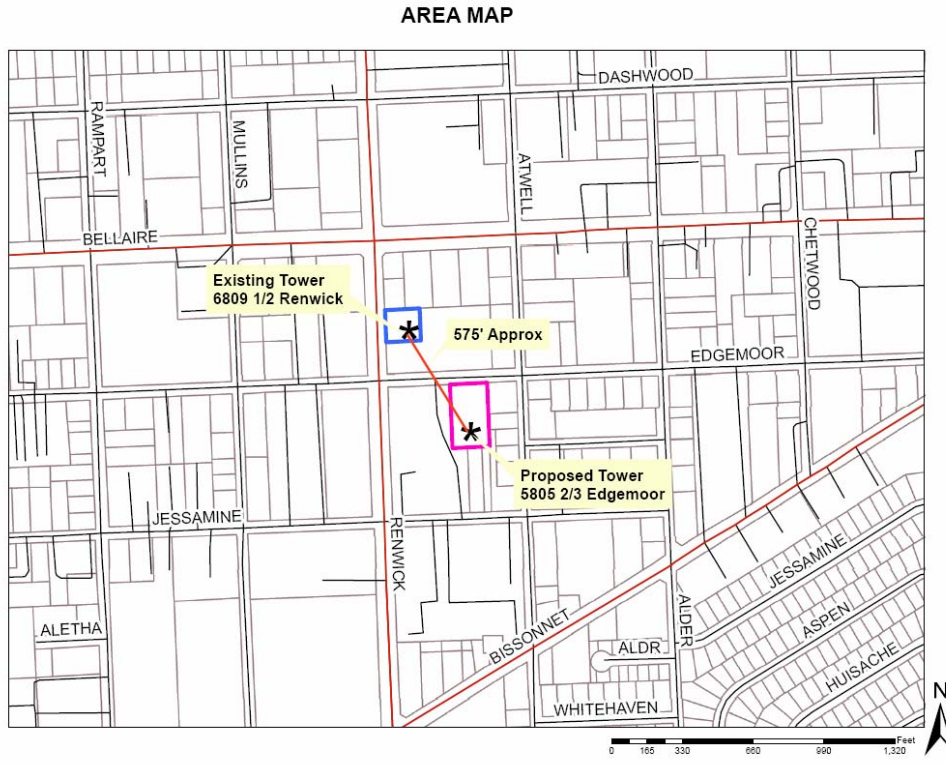 AREA MAP
DASHWOOD
RAMPART
MULLINS
ATWELL
CHETWOOD
BELLAIRE
Existing Tower
6809 1/2 Renwick
575' Approx
EDGEMOOR
Proposed Tower
5805 2/3 Edgemoor
JESSAMINE
RENWICK
JESSAMINE
ALETHA
BISSONNET
ALDER
ASPEN
ALDR
HUISACHE
WHITEHAVEN
N
Feet
0 165 330 660 990 1,320